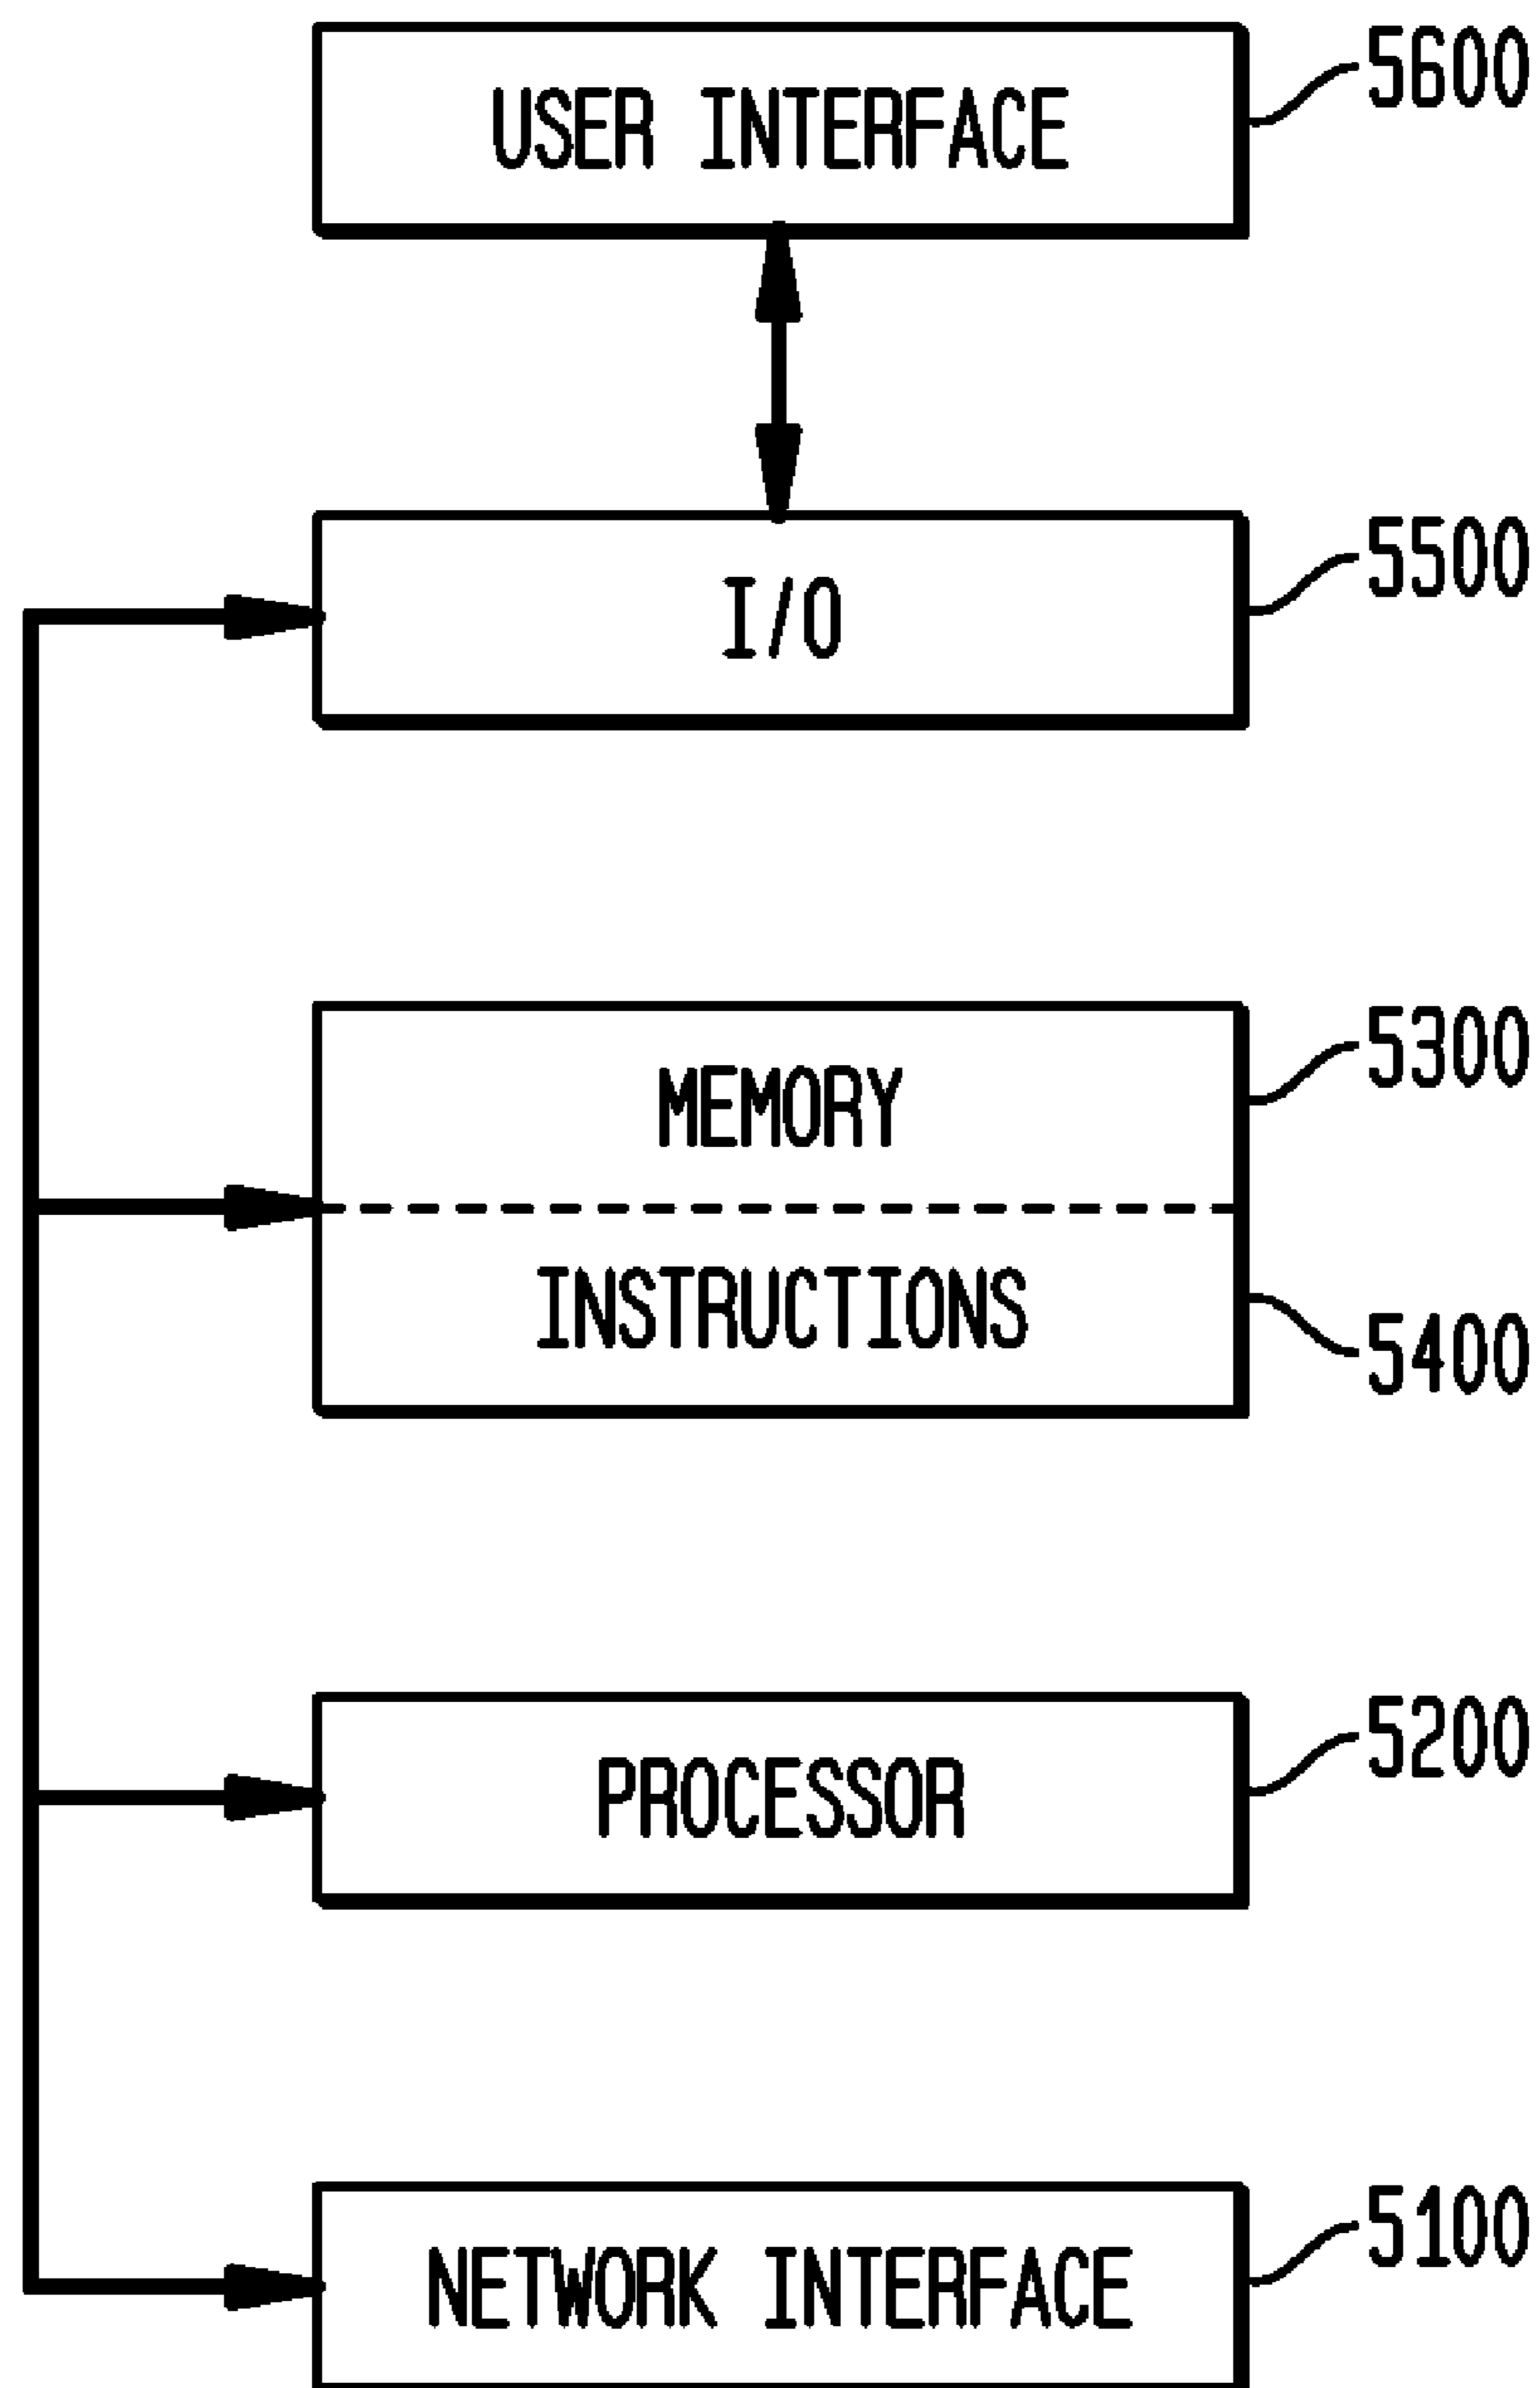 USER INTERFACE
5600
I/O
5500
MEMORY
5300
INSTRUCTIONS
5400
PROCESSOR
5200
NETWORK INTERFACE
5100